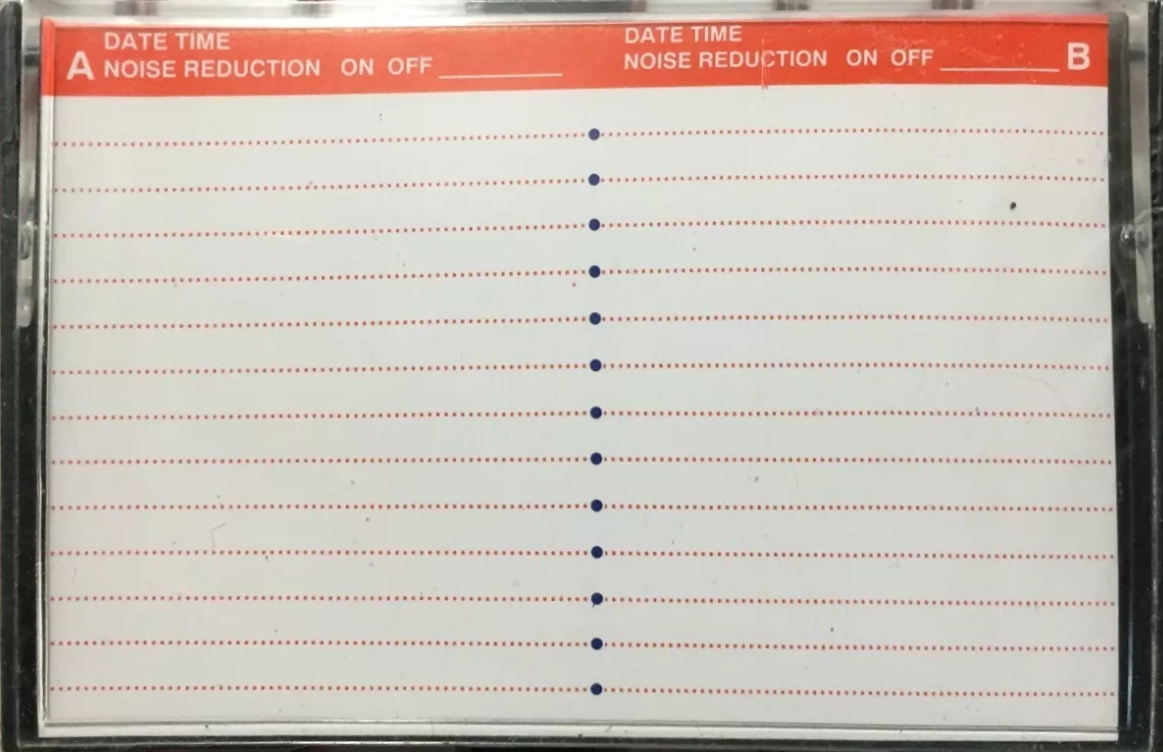 A
DATE TIME
NOISE REDUCTION ON OFF
DATE TIME
NOISE REDUCTION ON OFF
B